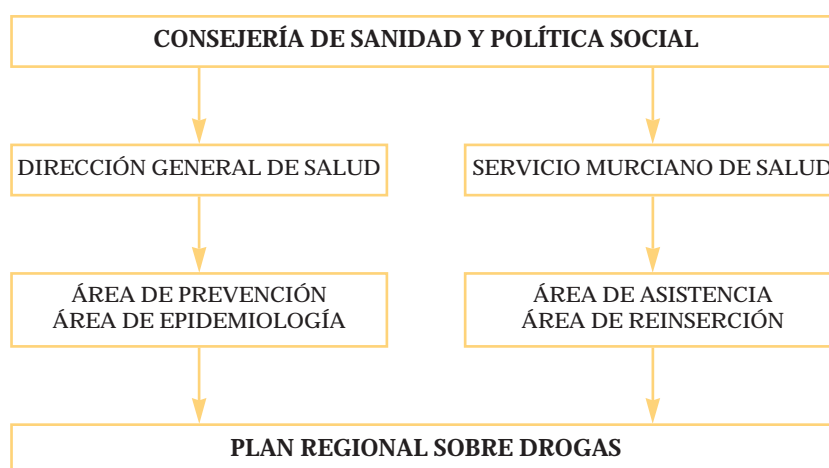 CONSEJERÍA DE SANIDAD Y POLÍTICA SOCIAL
DIRECCIÓN GENERAL DE SALUD
SERVICIO MURCIANO DE SALUD
ÁREA DE PREVENCIÓN
ÁREA DE EPIDEMIOLOGÍA
ÁREA DE ASISTENCIA
ÁREA DE REINSERCIÓN
PLAN REGIONAL SOBRE DROGAS